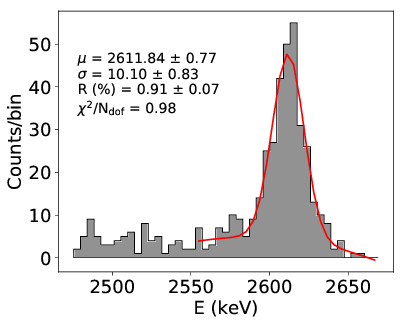 μ = 2611.84 ± 0.77
σ = 10.10 ± 0.83
R (%) = 0.91 ± 0.07
χ²/N_dof = 0.98
Counts/bin
50
40
30
20
10
0
2500 2550 2600 2650
E (keV)